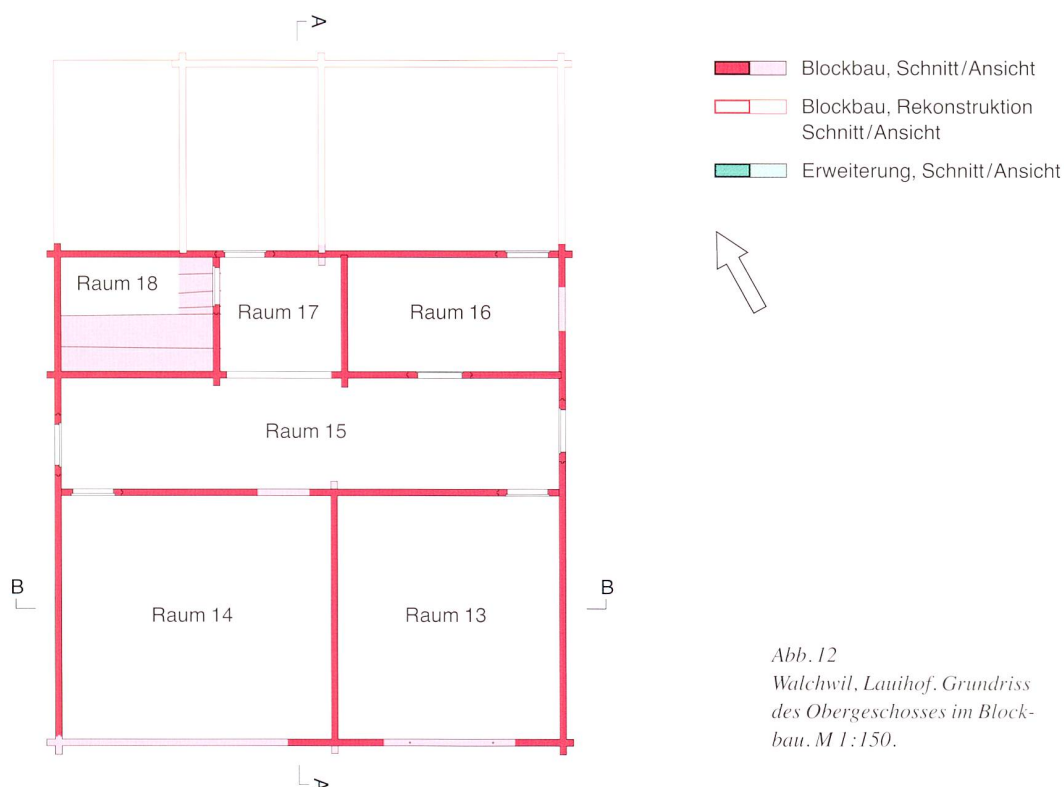 A
Blockbau, Schnitt/Ansicht
Blockbau, Rekonstruktion
Schnitt/Ansicht
Erweiterung, Schnitt/Ansicht
Raum 18
Raum 17
Raum 16
Raum 15
B
B
Raum 14
Raum 13
Abb. 12
Walchwil, Lauihof. Grundriss
des Obergeschosses im Block-
bau. M 1:150.
A